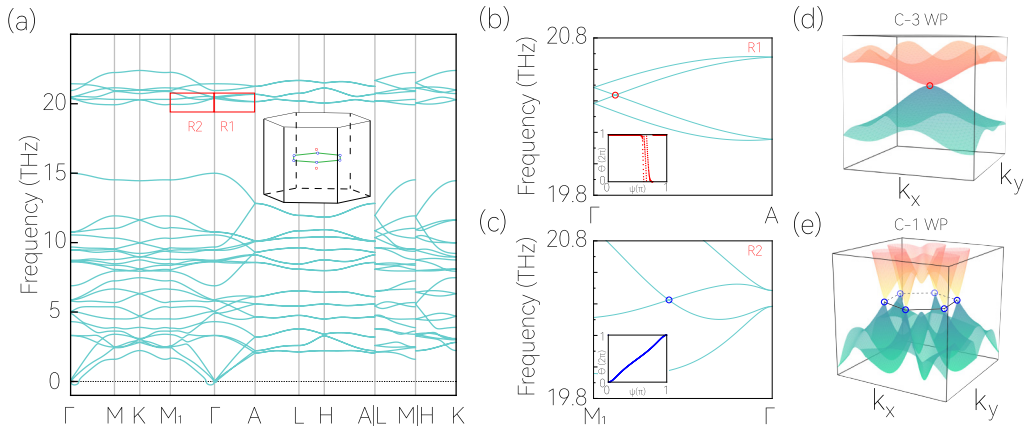 (a)
Frequency (THz)
20
15
10
5
0
R2 R1
Γ M K M₁ Γ A L H A|L M|H K
(b)
Frequency (THz)
20.8
19.8
R1
1
Θ (2π)
0
0 ψ(π) 1
Γ A
(c)
Frequency (THz)
20.8
19.8
R2
1
Θ (2π)
0
0 ψ(π) 1
M₁ Γ
(d)
C-3 WP
kx
ky
(e)
C-1 WP
kx
ky